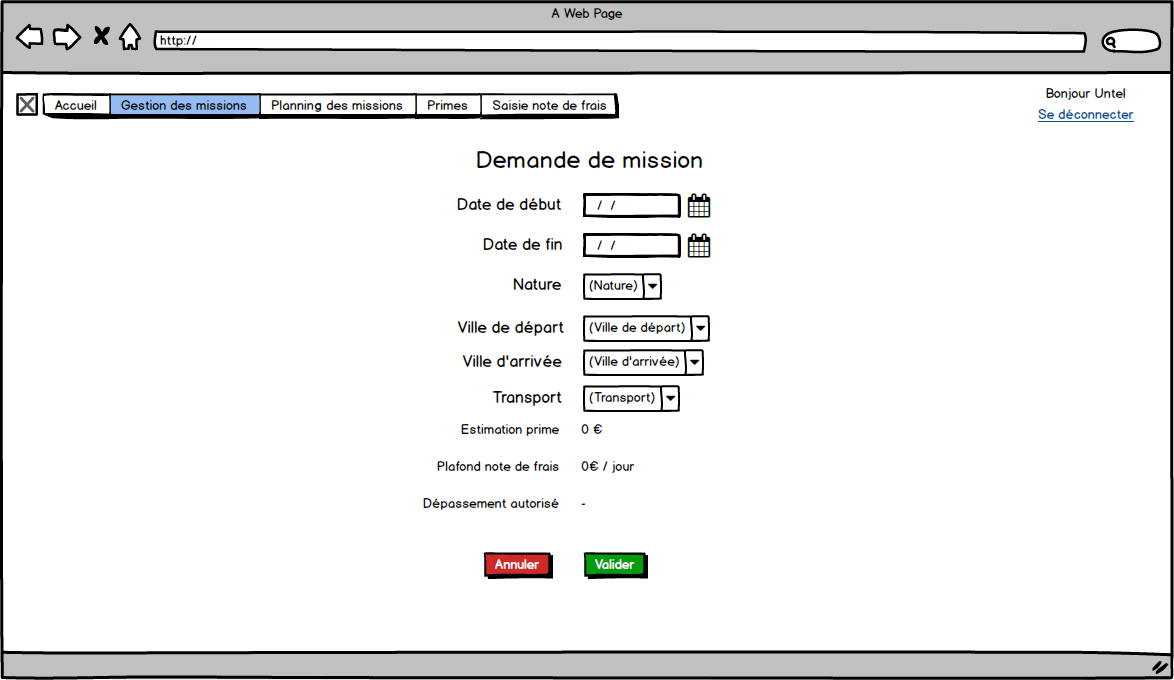 A Web Page
http://
Accueil Gestion des missions Planning des missions Primes Saisie note de frais
Bonjour Untel
Se déconnecter
Demande de mission
Date de début / /
Date de fin / /
Nature (Nature)
Ville de départ (Ville de départ)
Ville d'arrivée (Ville d'arrivée)
Transport (Transport)
Estimation prime 0 €
Plafond note de frais 0€ / jour
Dépassement autorisé -
Annuler Valider